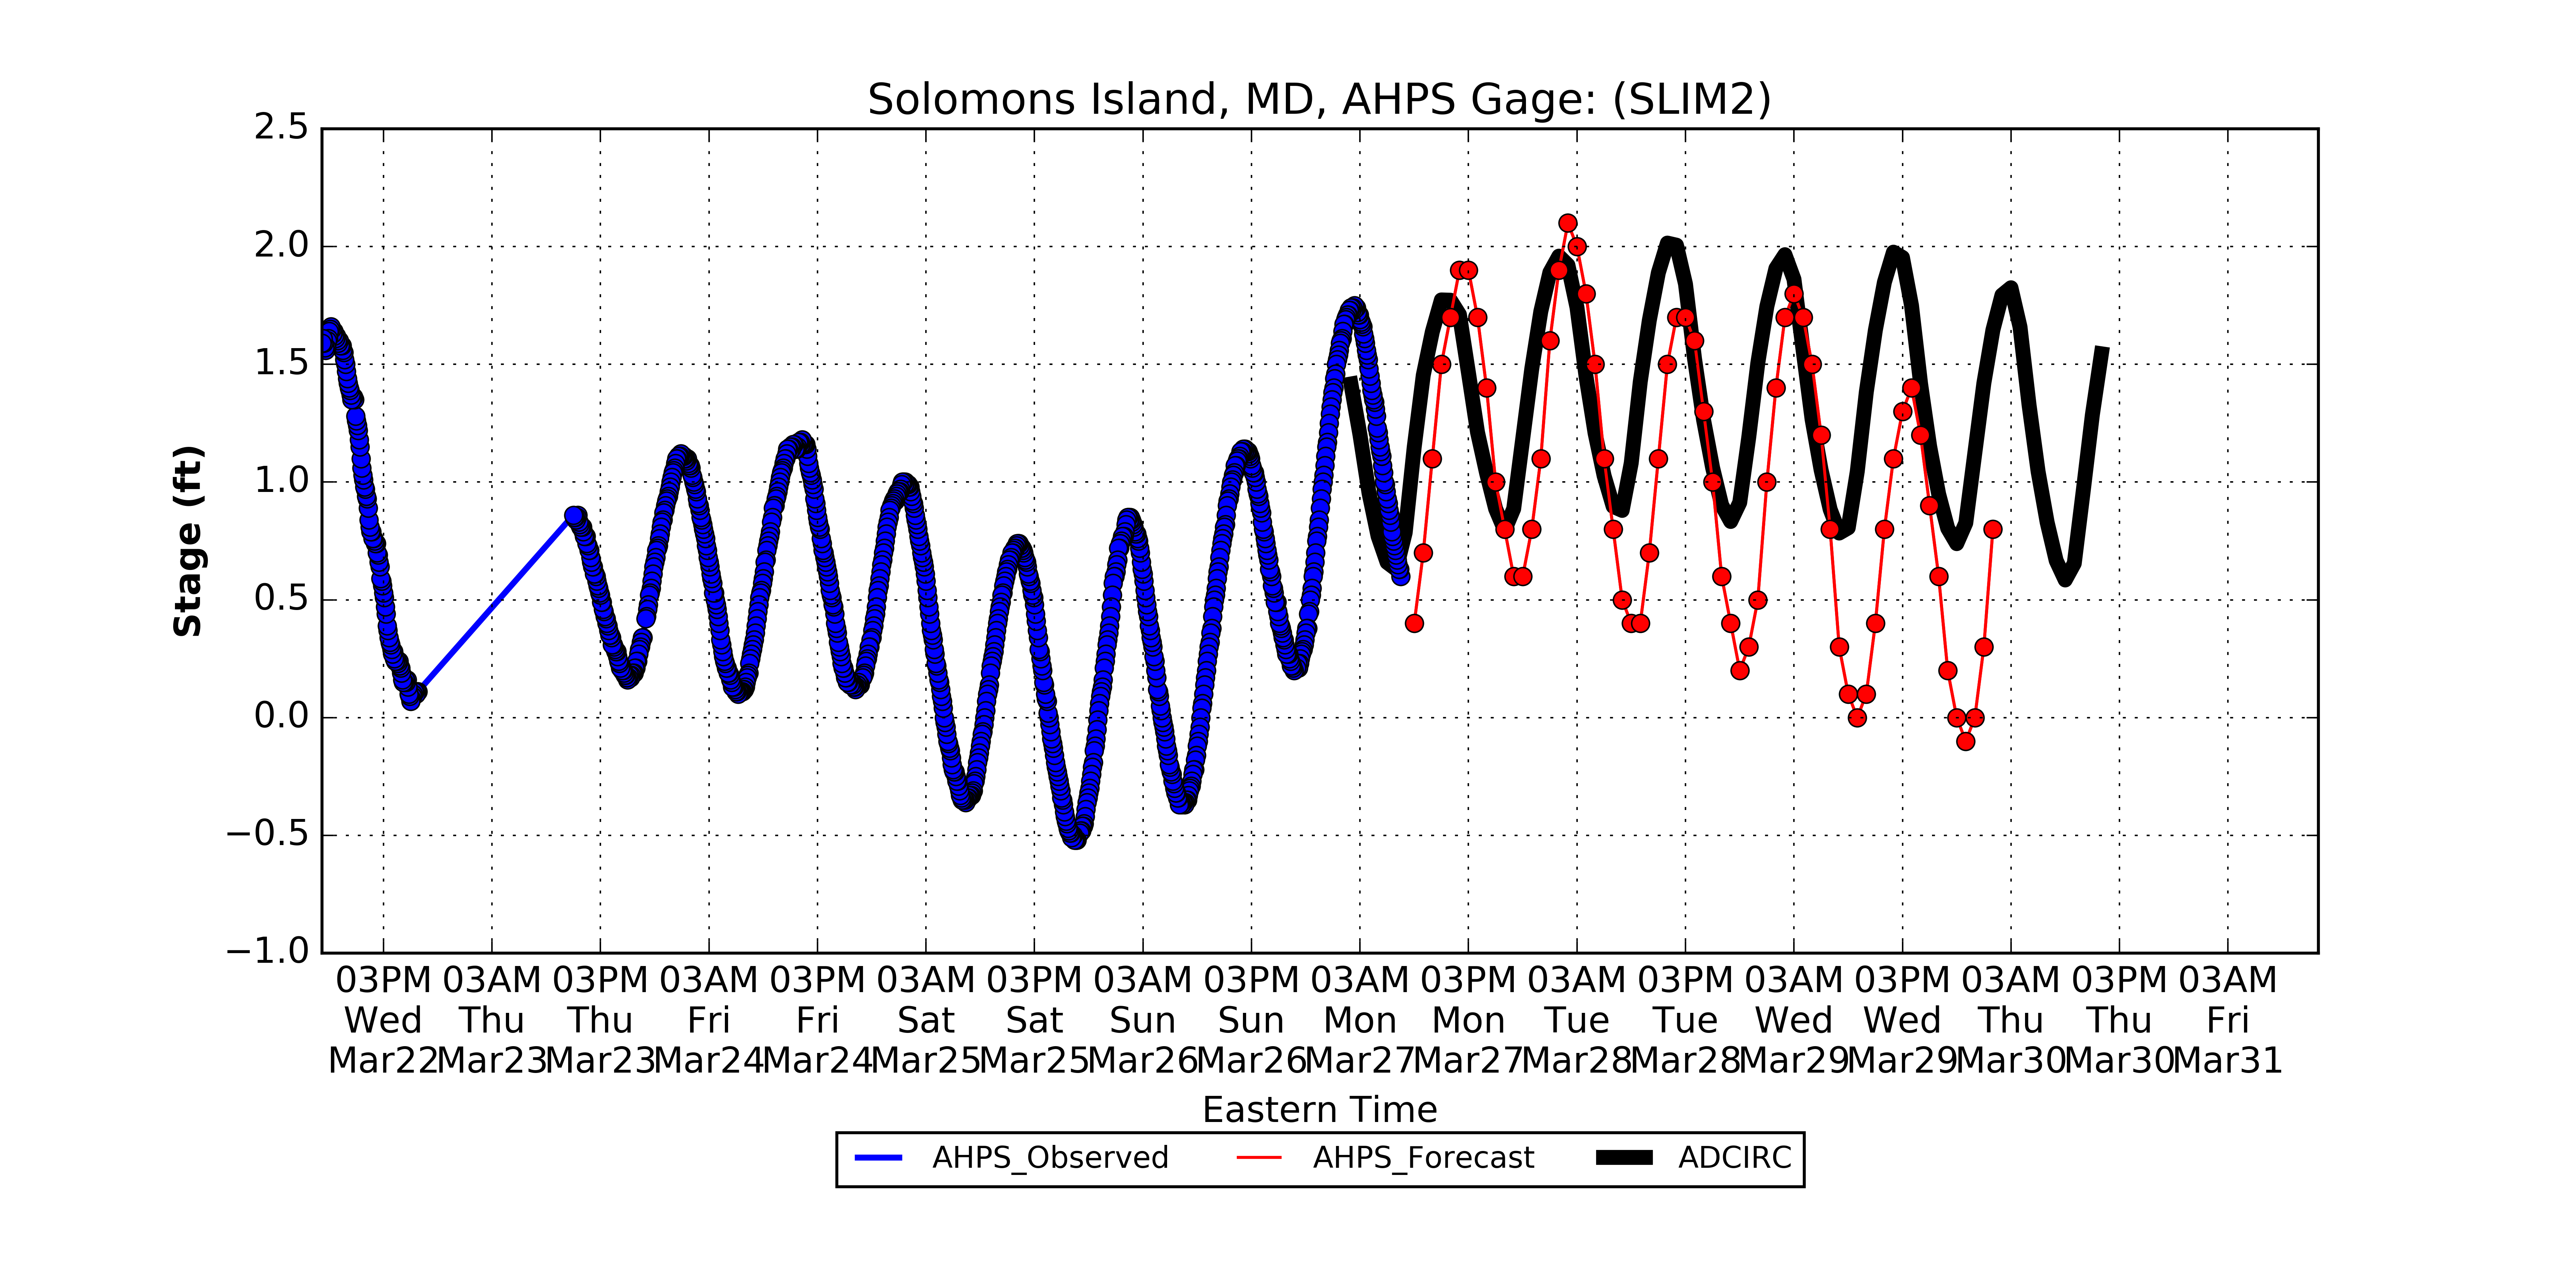 Solomons Island, MD, AHPS Gage: (SLIM2)
2.5
2.0
1.5
1.0
0.5
0.0
−0.5
−1.0
Stage (ft)
03PM 03AM 03PM 03AM 03PM 03AM 03PM 03AM 03PM 03AM 03PM 03AM 03PM 03AM 03PM 03AM 03PM 03AM
Wed Thu Thu Fri Fri Sat Sat Sun Sun Mon Mon Tue Tue Wed Wed Thu Thu Fri
Mar22 Mar23 Mar23 Mar24 Mar24 Mar25 Mar25 Mar26 Mar26 Mar27 Mar27 Mar28 Mar28 Mar29 Mar29 Mar30 Mar30 Mar31
Eastern Time
AHPS_Observed AHPS_Forecast ADCIRC